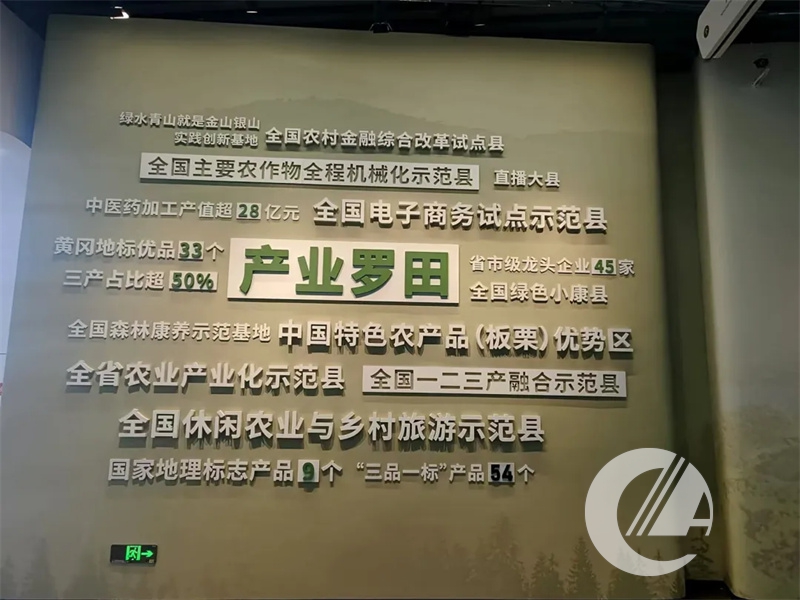 绿水青山就是金山银山
实践创新基地 全国农村金融综合改革试点县
全国主要农作物全程机械化示范县 直播大县
中医药加工产值超28亿元 全国电子商务试点示范县
黄冈地标优品33个
三产占比超50%
产业罗田
省市级龙头企业45家
全国绿色小康县
全国森林康养示范基地 中国特色农产品(板栗)优势区
全省农业产业化示范县 全国一二三产融合示范县
全国休闲农业与乡村旅游示范县
国家地理标志产品9个 “三品一标”产品54个